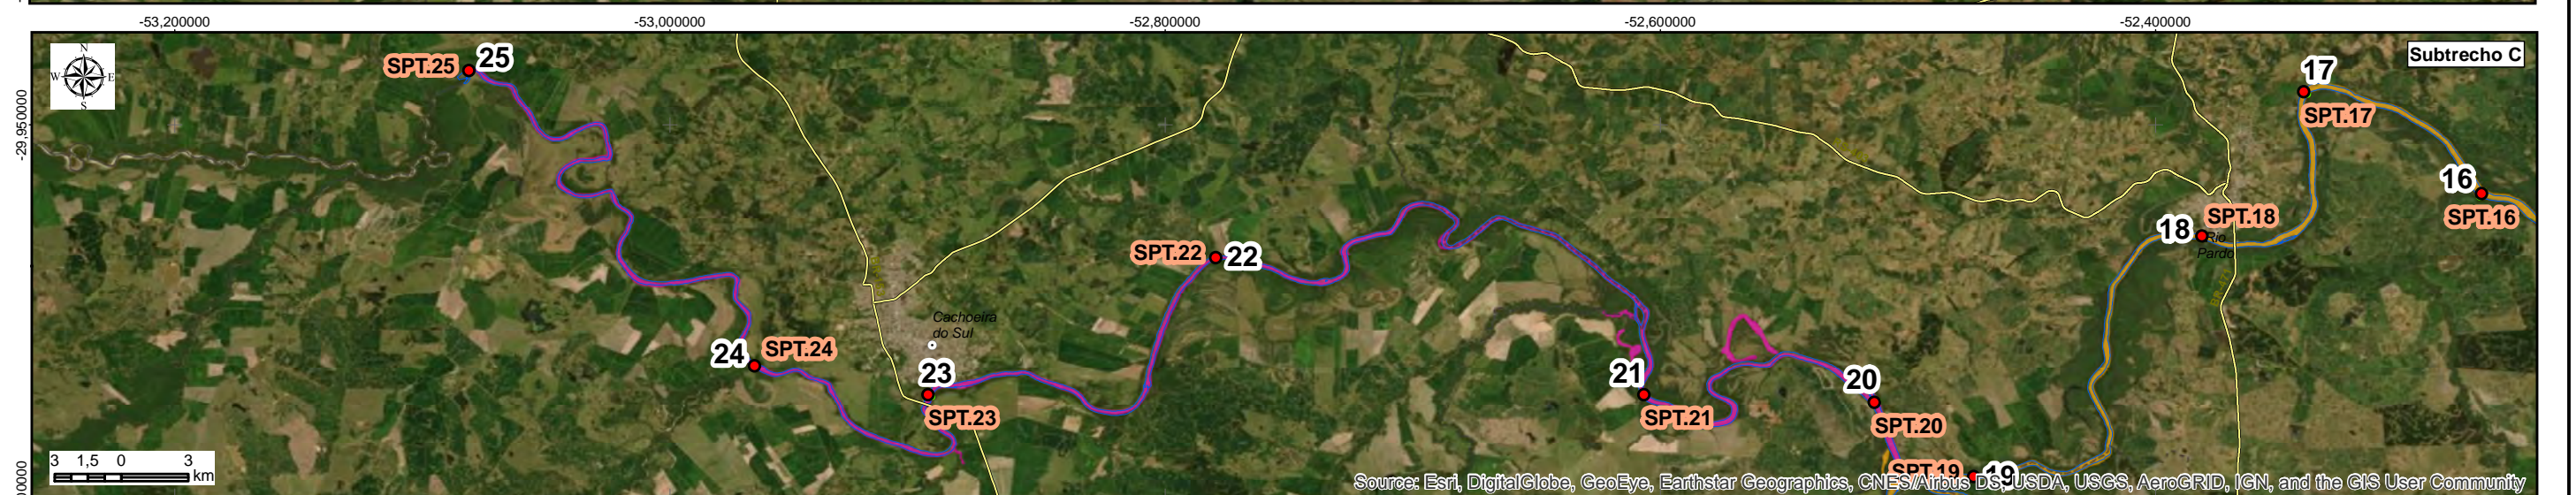 -53,200000
-53,000000
-52,800000
-52,600000
-52,400000
Subtrecho C
N
W
E
S
-29,950000
SPT.25
25
17
SPT.17
16
SPT.16
SPT.18
18
Rio
Pardo
SPT.22
22
Cachoeira
do Sul
24
SPT.24
23
SPT.23
21
SPT.21
20
SPT.20
SPT.19
19
3 1,5 0 3
km
Source: Esri, DigitalGlobe, GeoEye, Earthstar Geographics, CNES/Airbus DS, USDA, USGS, AeroGRID, IGN, and the GIS User Community